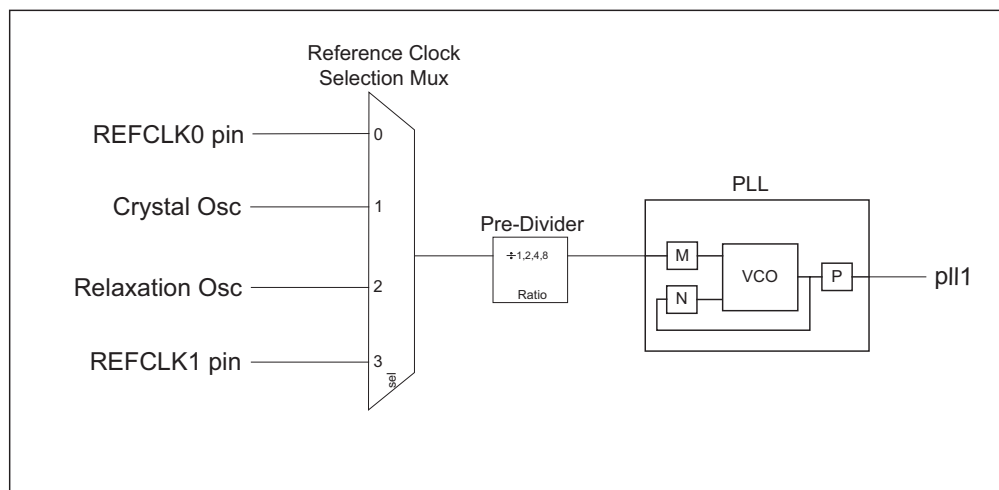 Reference Clock
Selection Mux
REFCLK0 pin
0
Crystal Osc
1
Relaxation Osc
2
REFCLK1 pin
3
sel
Pre-Divider
÷1,2,4,8
Ratio
PLL
M
N
VCO
P
pll1